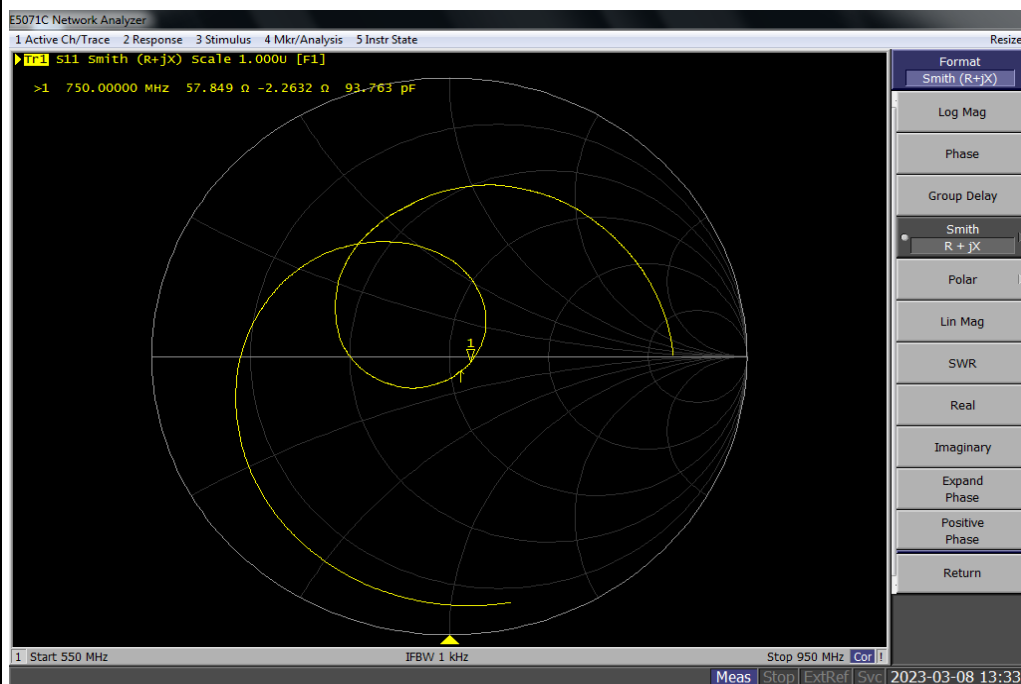 E5071C Network Analyzer
1 Active Ch/Trace 2 Response 3 Stimulus 4 Mkr/Analysis 5 Instr State
Resize
Tr1 S11 Smith (R+jX) Scale 1.000U [F1]
>1 750.00000 MHz 57.849 Ω -2.2632 Ω 93.763 pF
1
Format
Smith (R+jX)
Log Mag
Phase
Group Delay
Smith
R + jX
Polar
Lin Mag
SWR
Real
Imaginary
Expand
Phase
Positive
Phase
Return
1 Start 550 MHz
IFBW 1 kHz
Stop 950 MHz Cor !
Meas Stop ExtRef Svc 2023-03-08 13:33